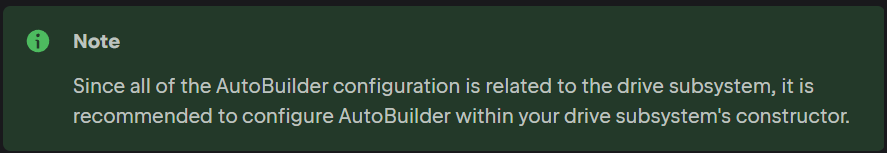 Note
Since all of the AutoBuilder configuration is related to the drive subsystem, it is
recommended to configure AutoBuilder within your drive subsystem's constructor.